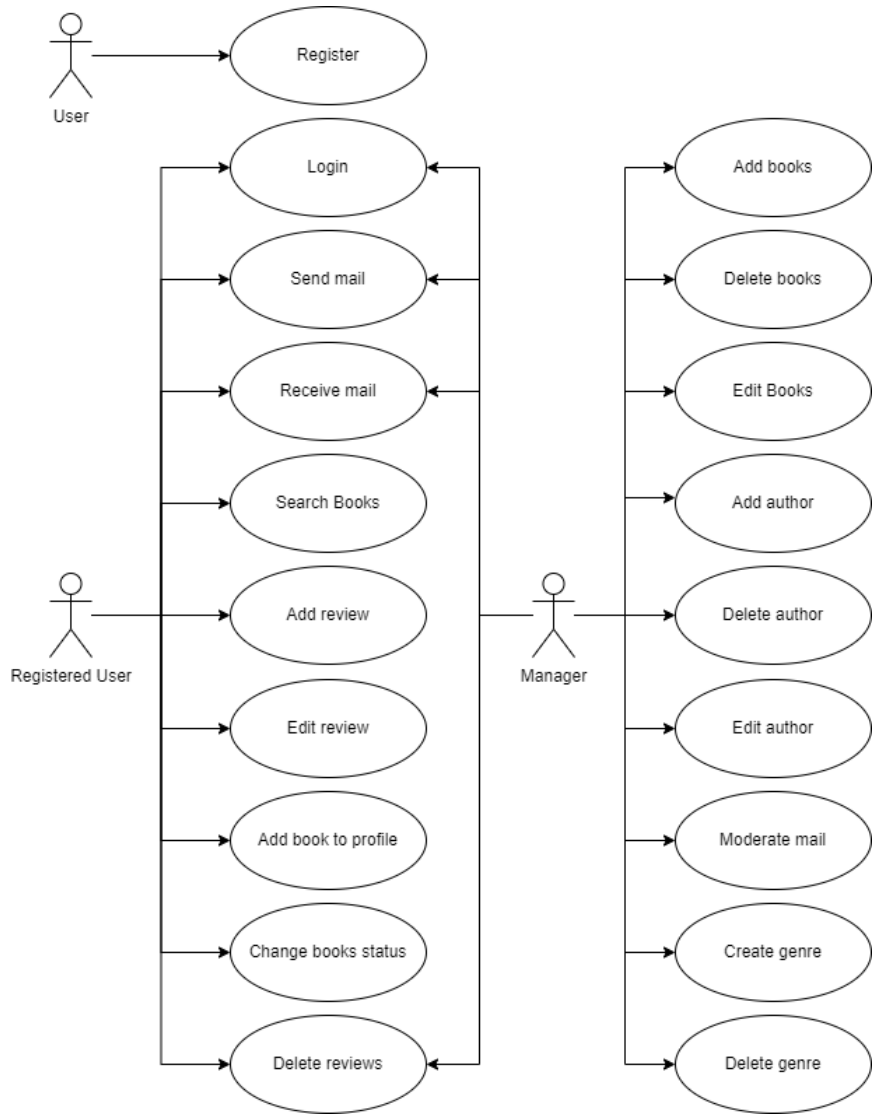 Register
User
Login
Add books
Send mail
Delete books
Receive mail
Edit Books
Search Books
Add author
Add review
Delete author
Registered User
Manager
Edit review
Edit author
Add book to profile
Moderate mail
Change books status
Create genre
Delete reviews
Delete genre